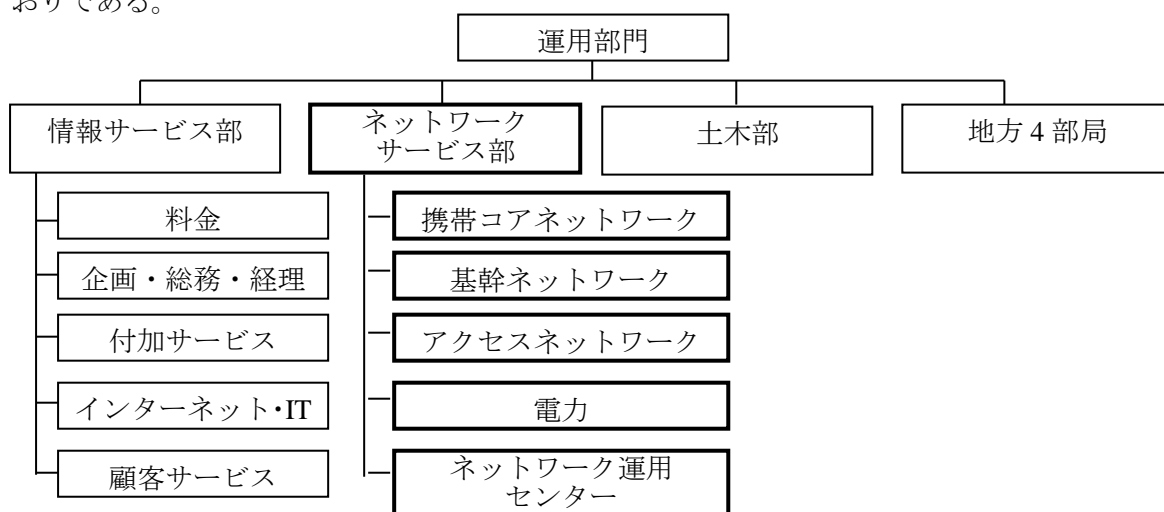 おりである。
運用部門
情報サービス部
ネットワーク
サービス部
土木部
地方 4 部局
料金
企画・総務・経理
付加サービス
インターネット・IT
顧客サービス
携帯コアネットワーク
基幹ネットワーク
アクセスネットワーク
電力
ネットワーク運用
センター